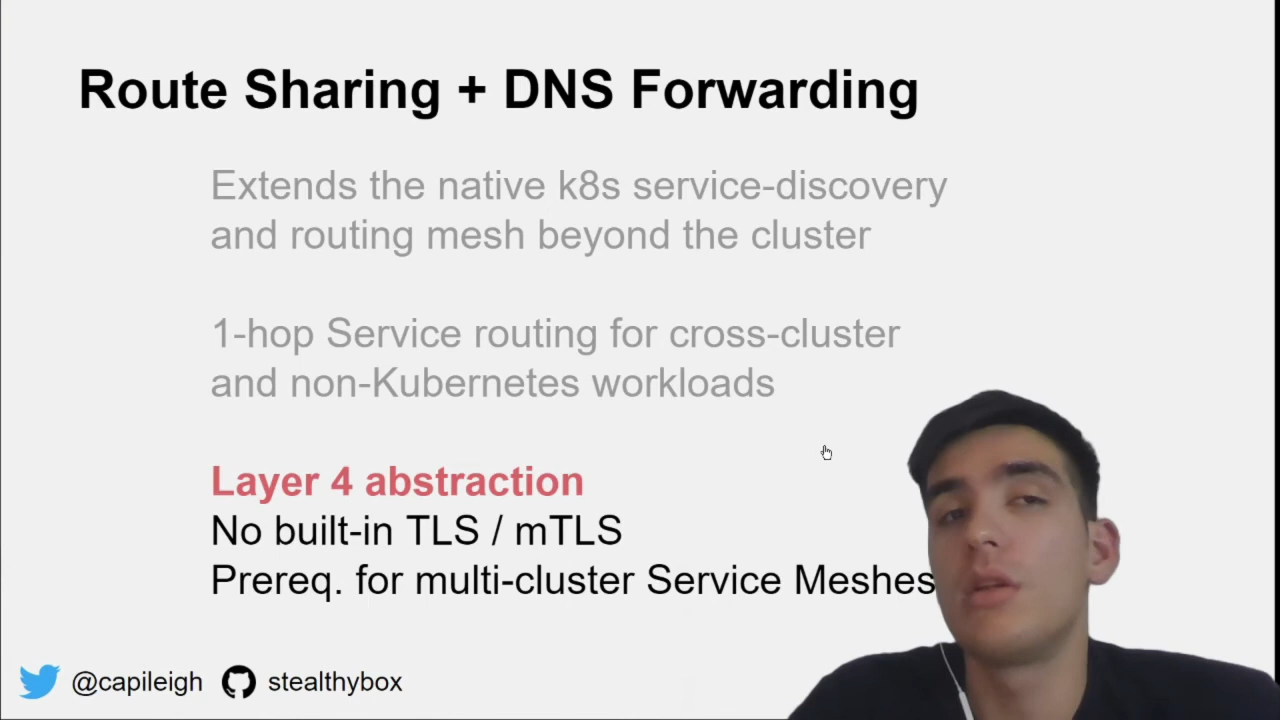 Route Sharing + DNS Forwarding
Extends the native k8s service-discovery
and routing mesh beyond the cluster
1-hop Service routing for cross-cluster
and non-Kubernetes workloads
Layer 4 abstraction
No built-in TLS / mTLS
Prereq. for multi-cluster Service Meshes
@capileigh stealthybox